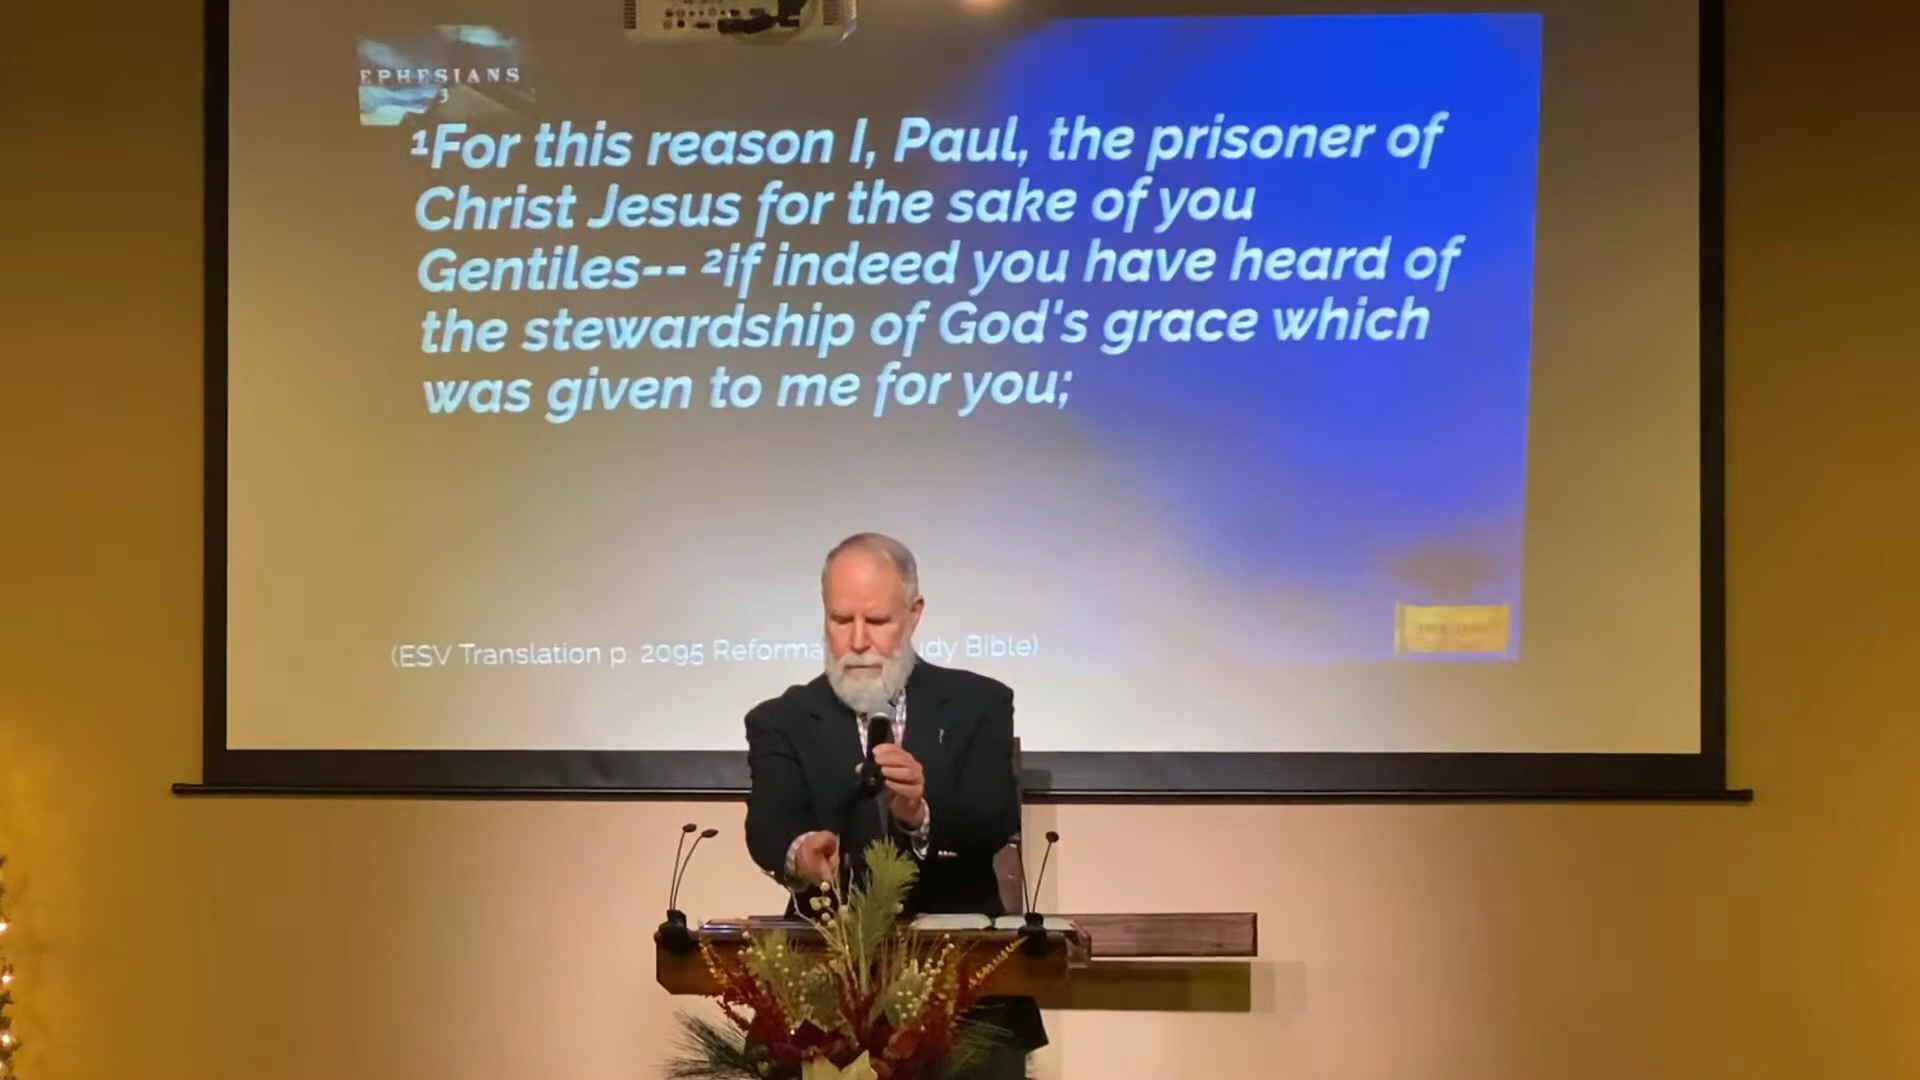 EPHESIANS
3
¹For this reason I, Paul, the prisoner of
Christ Jesus for the sake of you
Gentiles-- ²if indeed you have heard of
the stewardship of God's grace which
was given to me for you;
(ESV Translation p. 2095 Bible)